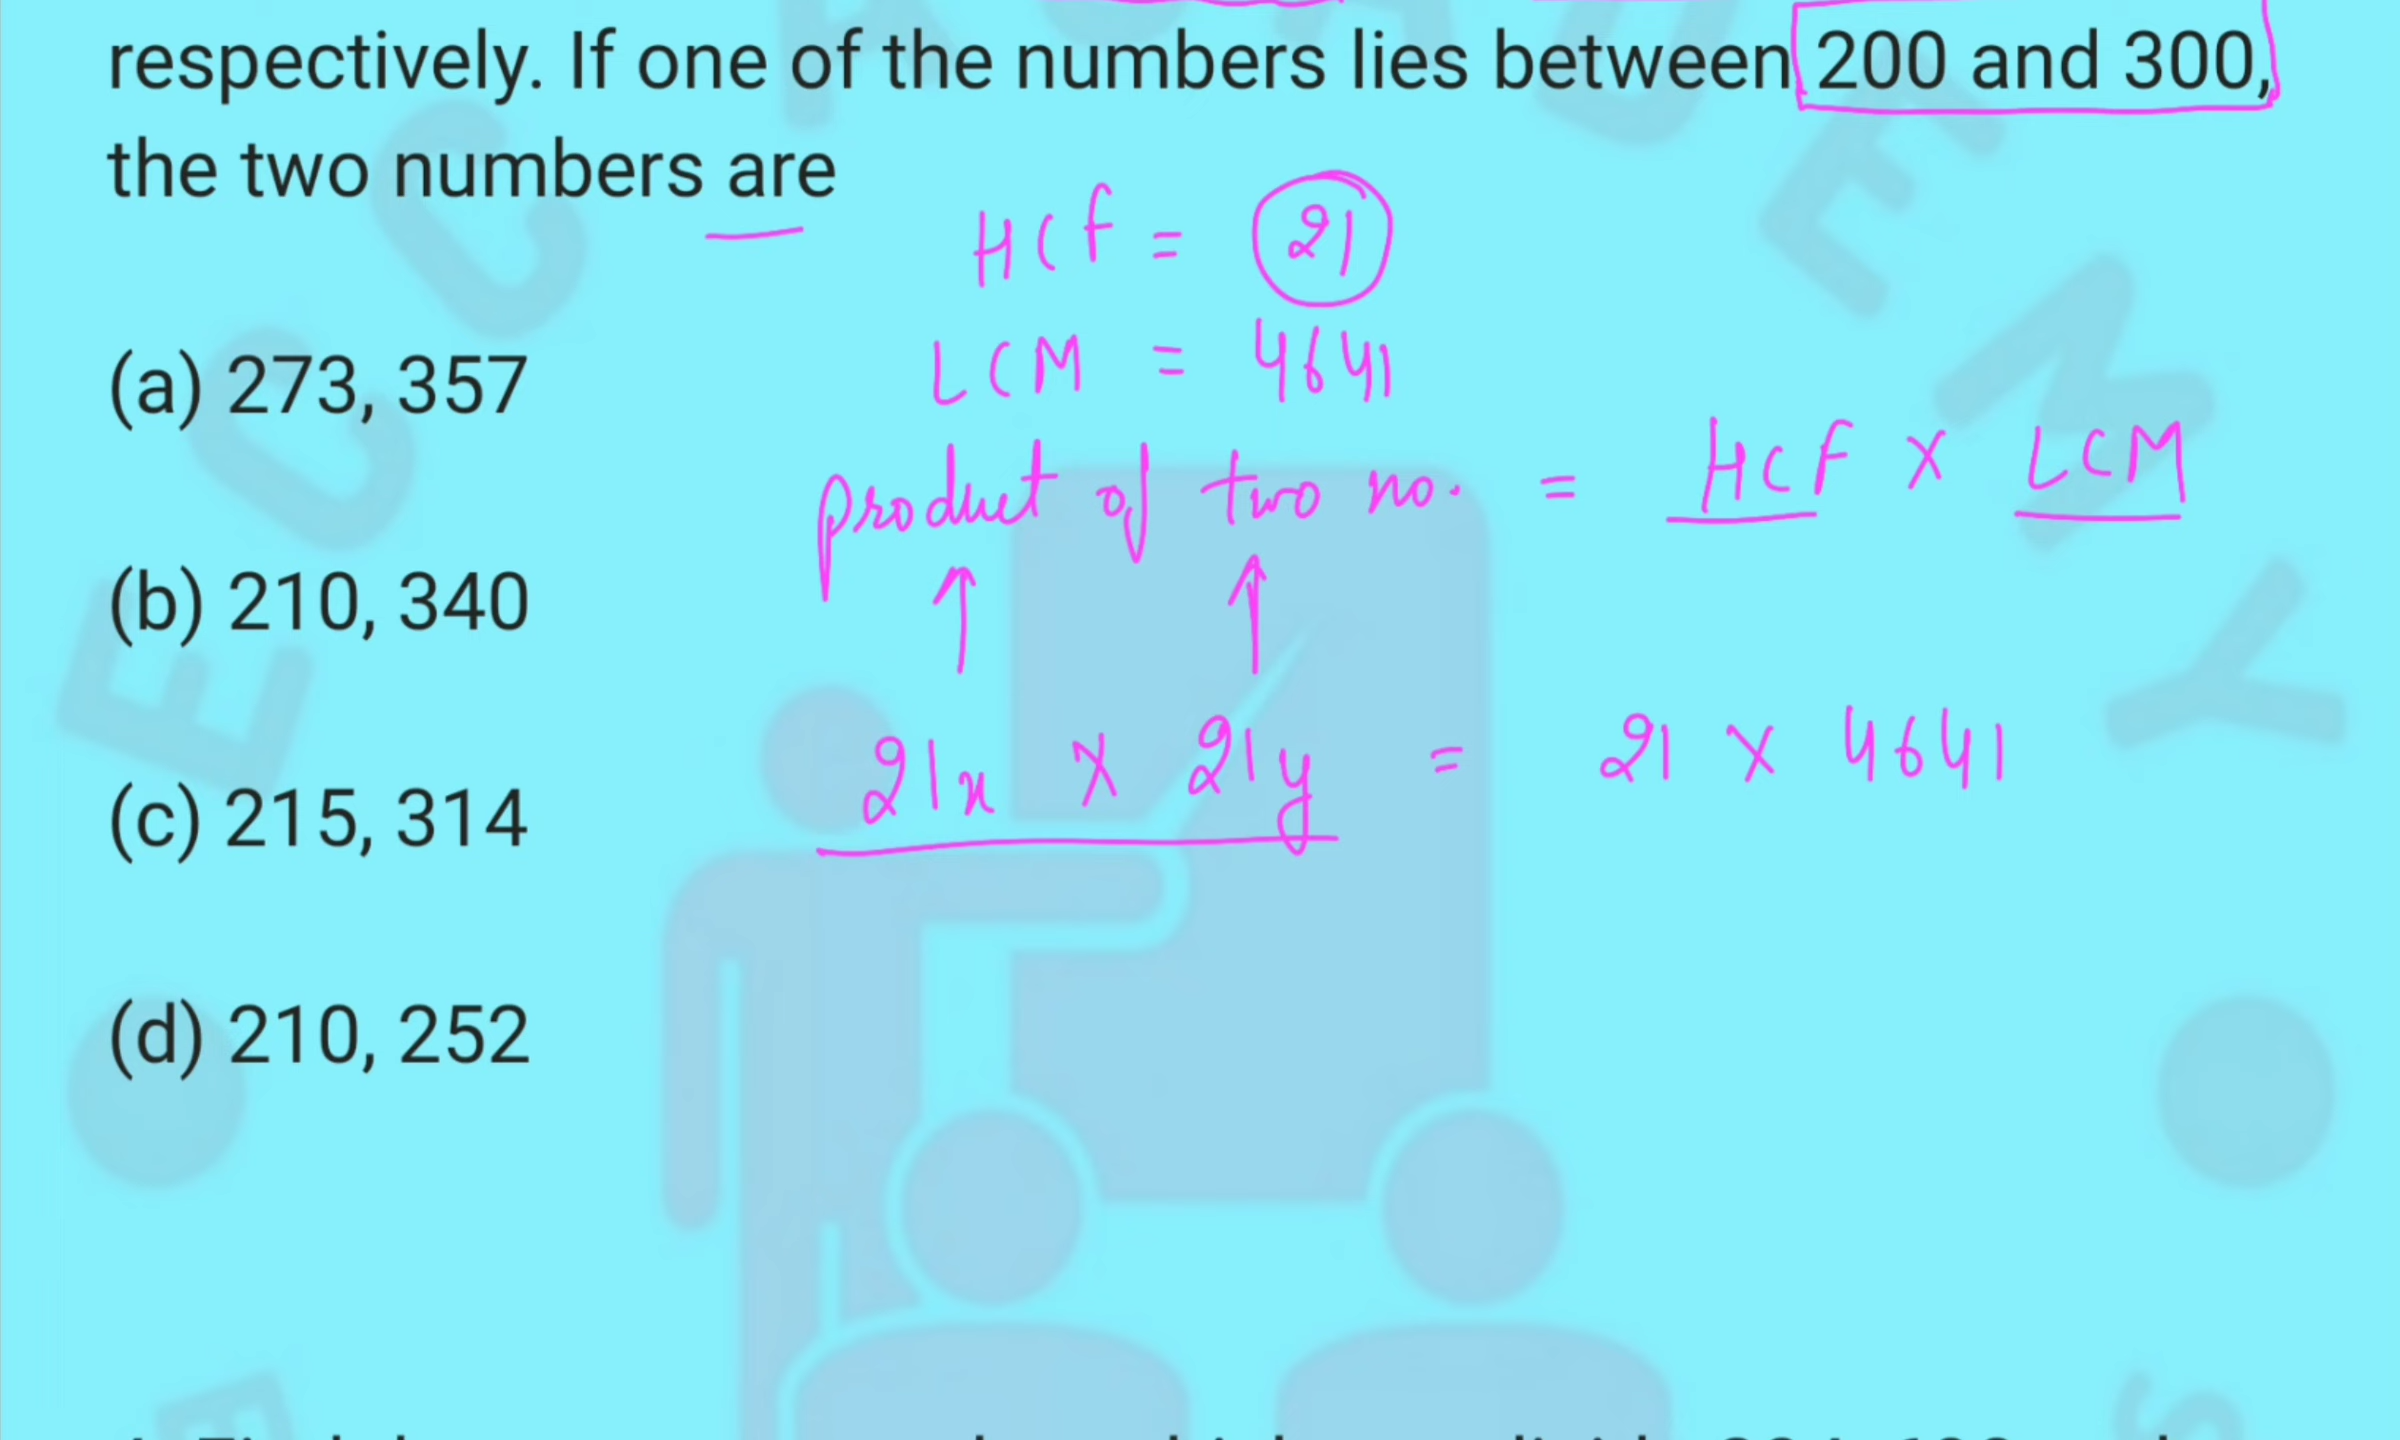 respectively. If one of the numbers lies between 200 and 300,
the two numbers are
HCF = 21
LCM = 4641
(a) 273, 357
product of two no. = HCF x LCM
(b) 210, 340
21x x 21y = 21 x 4641
(c) 215, 314
(d) 210, 252